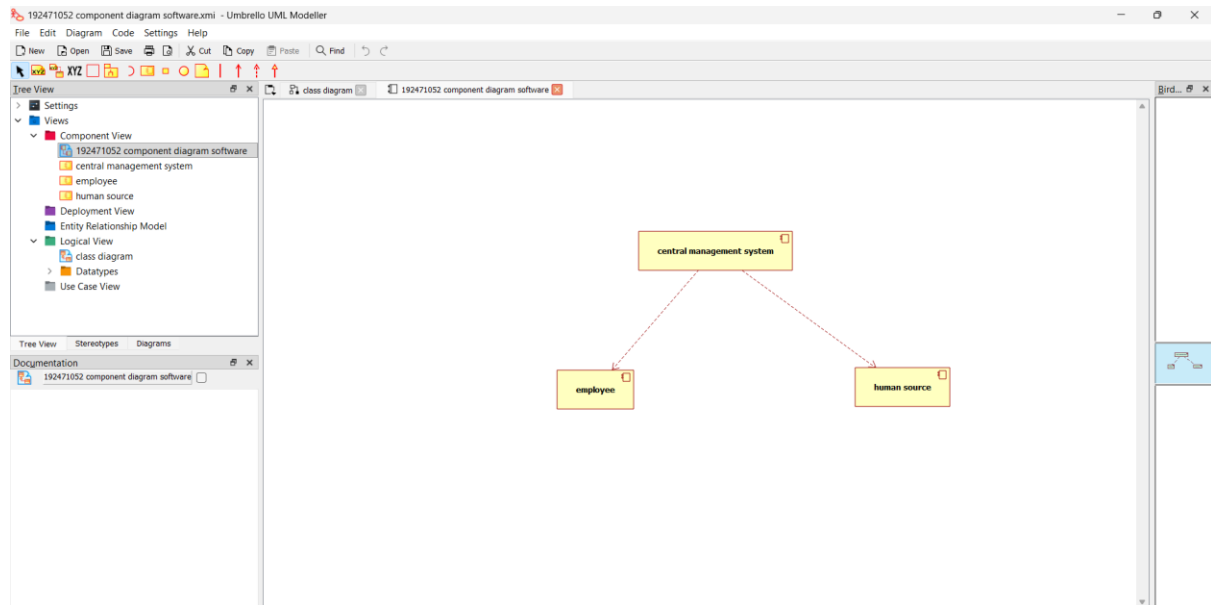 192471052 component diagram software.xmi - Umbrello UML Modeller
File Edit Diagram Code Settings Help
New Open Save Cut Copy Paste Find
XYZ XYZ
Tree View
class diagram
192471052 component diagram software
Bird...
Settings
Views
Component View
192471052 component diagram software
central management system
employee
human source
Deployment View
Entity Relationship Model
Logical View
class diagram
Datatypes
Use Case View
Tree View Stereotypes Diagrams
Documentation
192471052 component diagram software
central management system
employee
human source